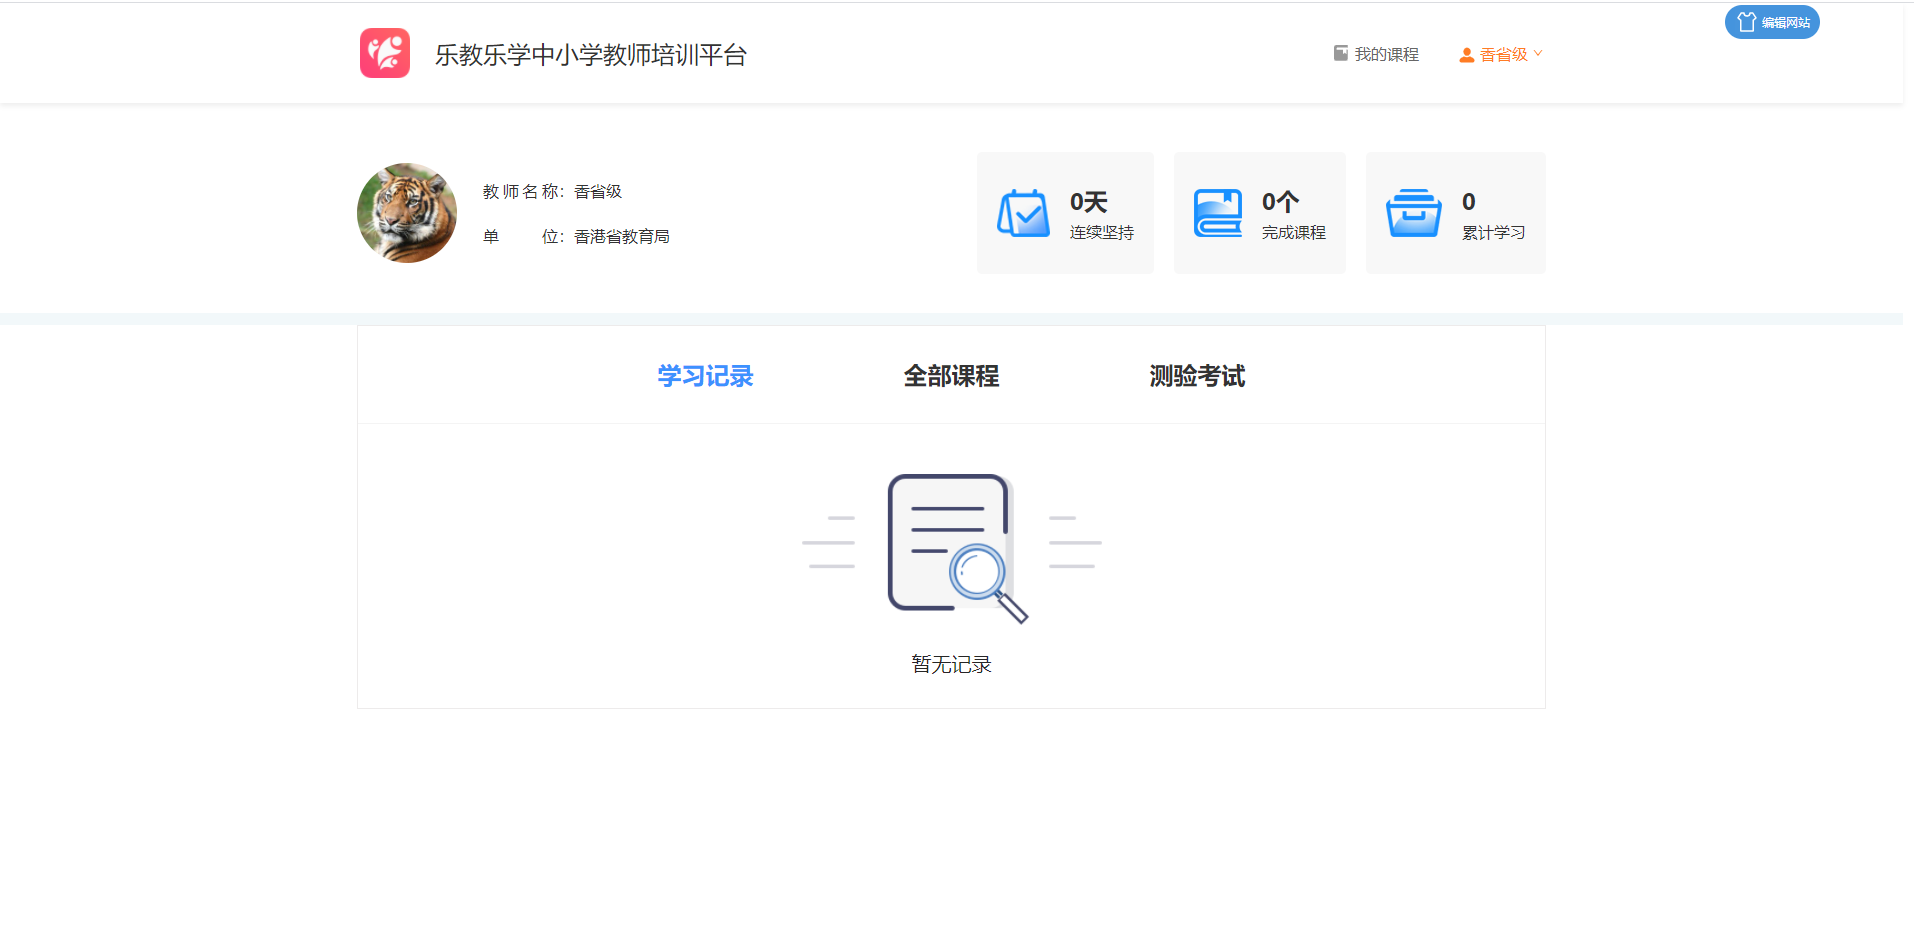 编辑网站
乐教乐学中小学教师培训平台
我的课程
香省级
教师名称：香省级
单位：香港省教育局
0天
连续坚持
0个
完成课程
0
累计学习
学习记录
全部课程
测验考试
暂无记录